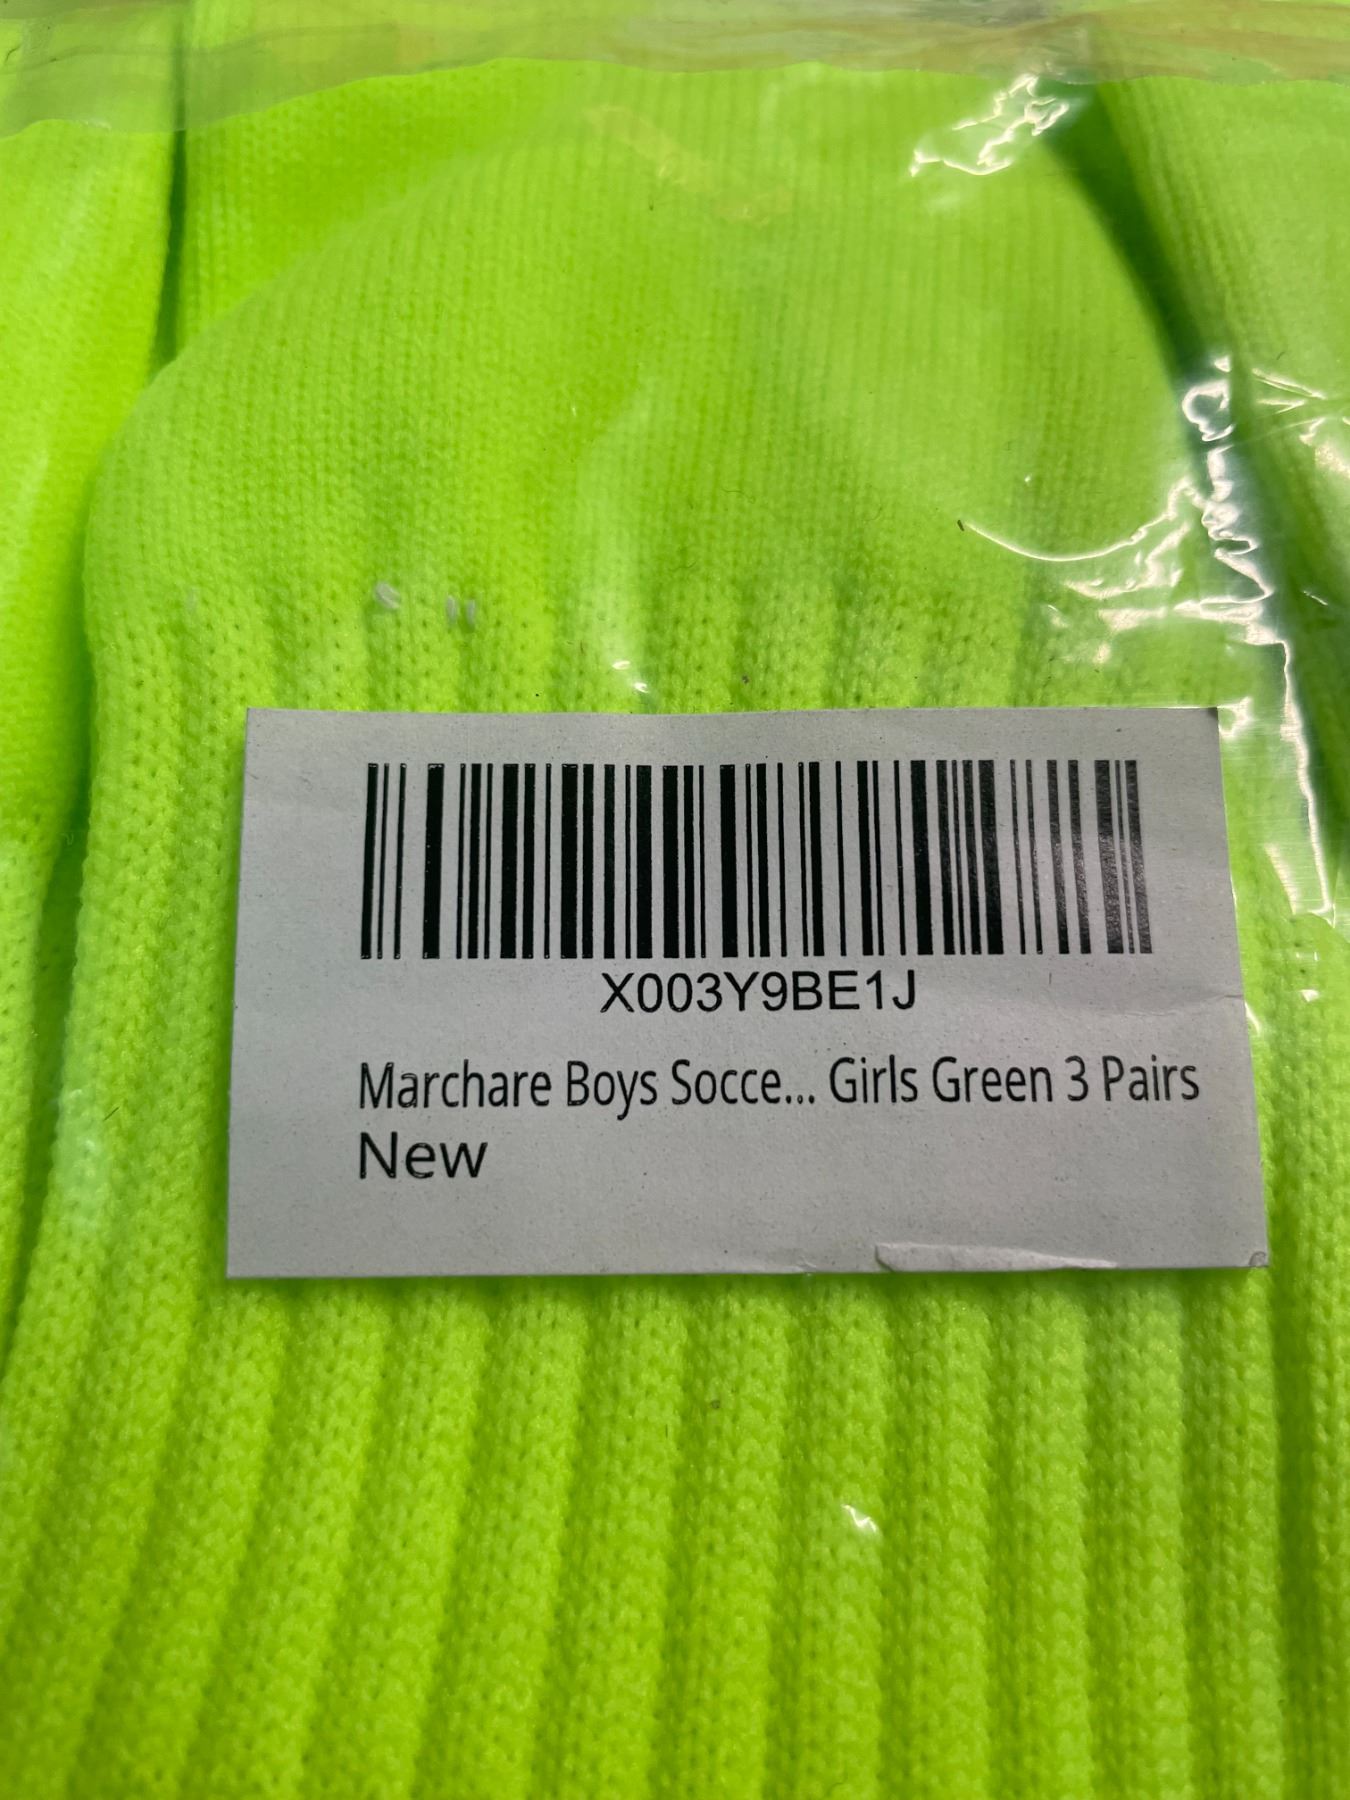 X003Y9BE1J
Marchare Boys Socce... Girls Green 3 Pairs
New